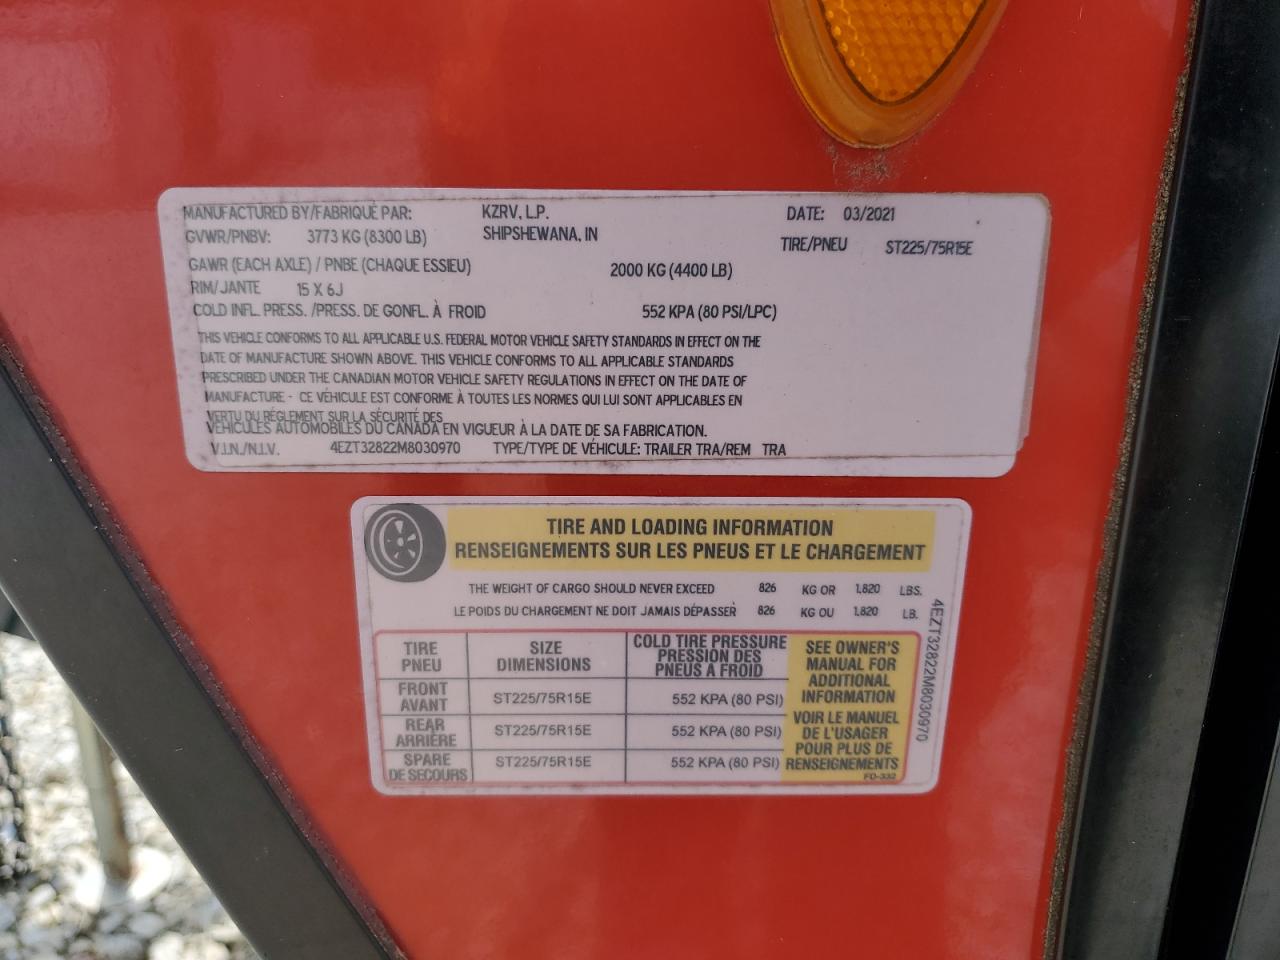 MANUFACTURED BY/FABRIQUÉ PAR: KZRV, L.P. DATE: 03/2021
GVWR/PNBV: 3773 KG (8300 LB) SHIPSHEWANA, IN TIRE/PNEU ST225/75R15E
GAWR (EACH AXLE) / PNBE (CHAQUE ESSIEU) 2000 KG (4400 LB)
RIM/JANTE 15 X 6J
COLD INFL. PRESS. /PRESS. DE GONFL. À FROID 552 KPA (80 PSI/LPC)
THIS VEHICLE CONFORMS TO ALL APPLICABLE U.S. FEDERAL MOTOR VEHICLE SAFETY STANDARDS IN EFFECT ON THE
DATE OF MANUFACTURE SHOWN ABOVE. THIS VEHICLE CONFORMS TO ALL APPLICABLE STANDARDS
PRESCRIBED UNDER THE CANADIAN MOTOR VEHICLE SAFETY REGULATIONS IN EFFECT ON THE DATE OF
MANUFACTURE - CE VÉHICULE EST CONFORME À TOUTES LES NORMES QUI LUI SONT APPLICABLES EN
VERTU DU RÉGLEMENT SUR LA SÉCURITÉ DES
VÉHICULES AUTOMOBILES DU CANADA EN VIGUEUR À LA DATE DE SA FABRICATION.
V.I.N./N.I.V. 4EZT32822M8030970 TYPE/TYPE DE VÉHICULE: TRAILER TRA/REM TRA
TIRE AND LOADING INFORMATION
RENSEIGNEMENTS SUR LES PNEUS ET LE CHARGEMENT
THE WEIGHT OF CARGO SHOULD NEVER EXCEED 826 KG OR 1,820 LBS.
LE POIDS DU CHARGEMENT NE DOIT JAMAIS DÉPASSER 826 KG OU 1,820 LB.
TIRE
PNEU
SIZE
DIMENSIONS
COLD TIRE PRESSURE
PRESSION DES
PNEUS A FROID
FRONT
AVANT
ST225/75R15E
552 KPA (80 PSI)
REAR
ARRIÈRE
ST225/75R15E
552 KPA (80 PSI)
SPARE
DE SECOURS
ST225/75R15E
552 KPA (80 PSI)
SEE OWNER'S
MANUAL FOR
ADDITIONAL
INFORMATION
VOIR LE MANUEL
DE L'USAGER
POUR PLUS DE
RENSEIGNEMENTS
FD-332
4EZT32822M8030970